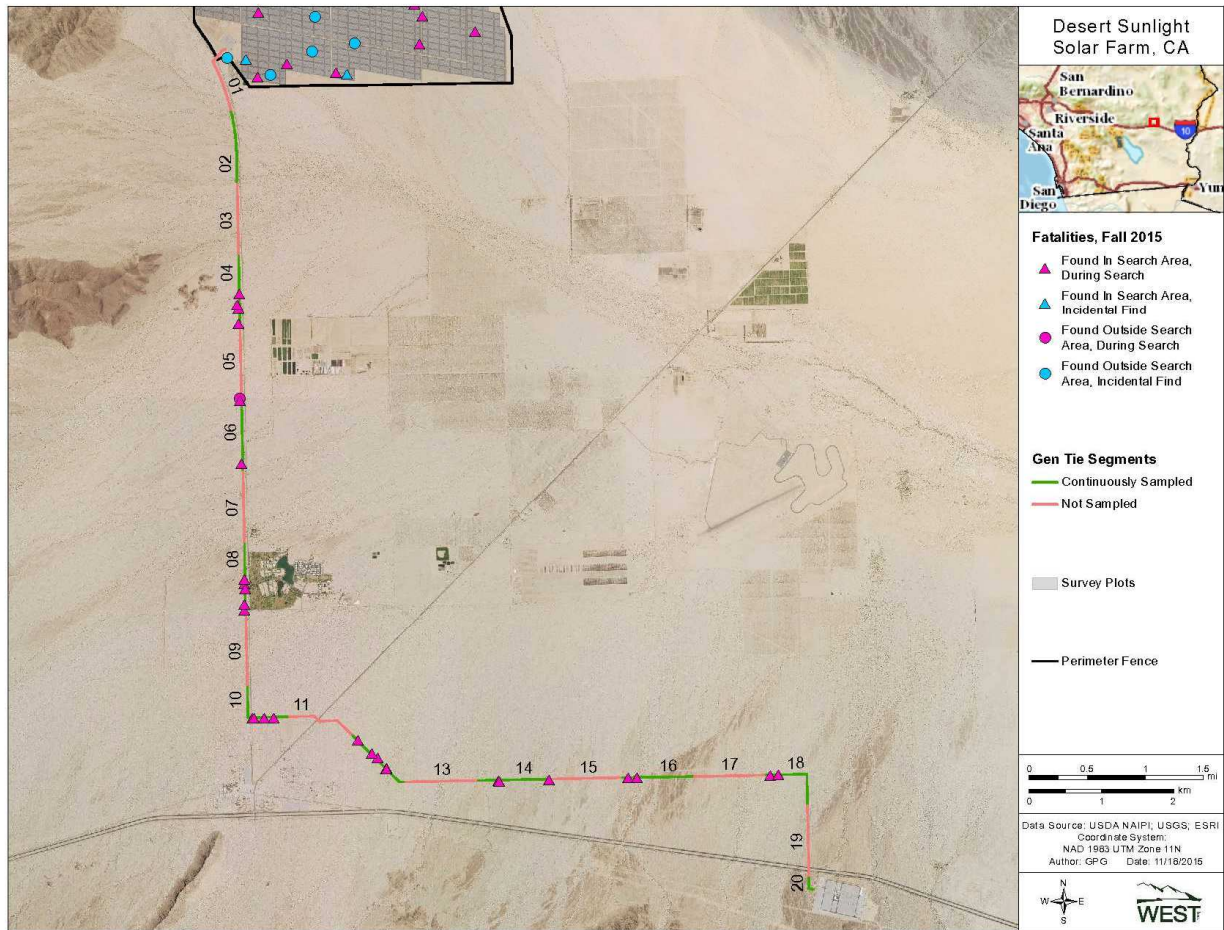 Desert Sunlight
Solar Farm, CA
San
Bernardino
Riverside
Santa
Ana
10
San
Diego
Yun
Fatalities, Fall 2015
Found In Search Area,
During Search
Found In Search Area,
Incidental Find
Found Outside Search
Area, During Search
Found Outside Search
Area, Incidental Find
Gen Tie Segments
Continuously Sampled
Not Sampled
Survey Plots
Perimeter Fence
0 0.5 1 1.5
mi
km
0 1 2
Data Source: USDA NAIPI; USGS; ESRI
Coordinate System:
NAD 1983 UTM Zone 11N
Author: GPG Date: 11/18/2015
N
W E
S
WEST
01
02
03
04
05
06
07
08
09
10
11
13
14
15
16
17
18
19
20